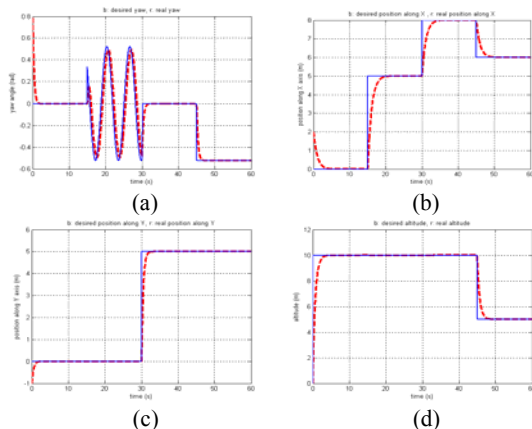 b: desired yaw, r: real yaw
yaw angle (rad)
0.8
0.6
0.4
0.2
0
-0.2
-0.4
-0.6
0 10 20 30 40 50 60
time (s)
(a)
b: desired position along X , r: real position along X
position along X axis (m)
8
7
6
5
4
3
2
1
0
0 10 20 30 40 50 60
time (s)
(b)
b: desired position along Y, r: real position along Y
position along Y axis (m)
6
5
4
3
2
1
0
-1
0 10 20 30 40 50 60
time (s)
(c)
b: desired altitude, r: real altitude
altitude (m)
12
10
8
6
4
2
0
0 10 20 30 40 50 60
time (s)
(d)